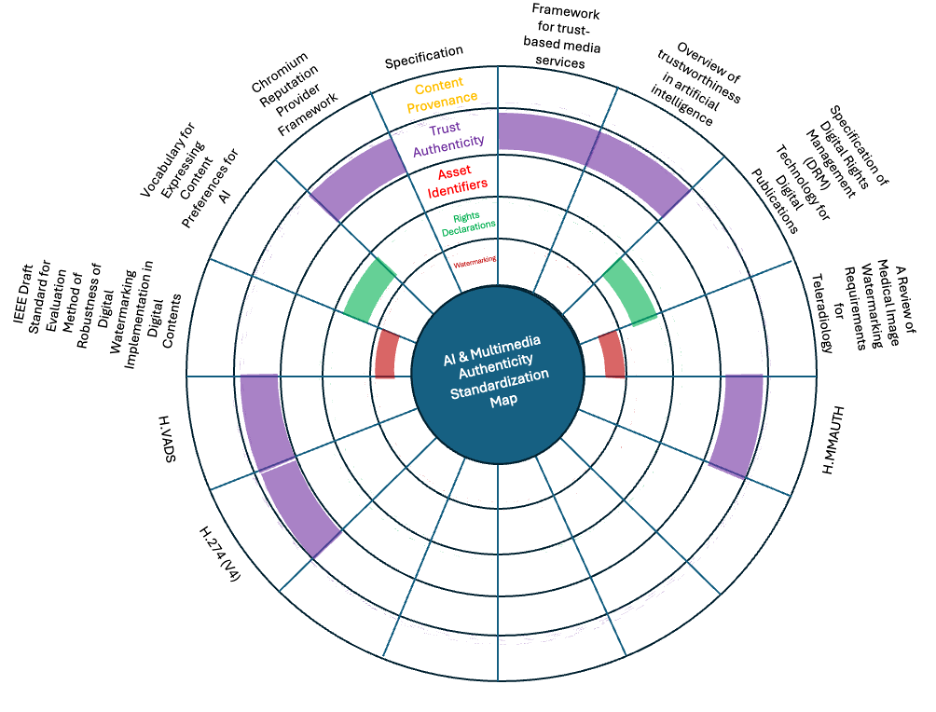 Specification
Content
Provenance
Trust
Authenticity
Asset
Identifiers
Rights
Declarations
Watermarking
Framework
for trust-
based media
services
Overview of
trustworthiness
in artificial
intelligence
Specification of
Digital Rights
Management
(DRM)
Technology for
Digital
Publications
A Review of
Medical Image
Watermarking
Requirements
for
Teleradiology
H.MMAUTH
H.274 (V4)
H.VADS
IEEE Draft
Standard for
Evaluation
Method of
Robustness of
Digital
Watermarking
Implementation in
Digital
Contents
Vocabulary for
Expressing
Content
Preferences for
AI
Chromium
Reputation
Provider
Framework
AI & Multimedia
Authenticity
Standardization
Map